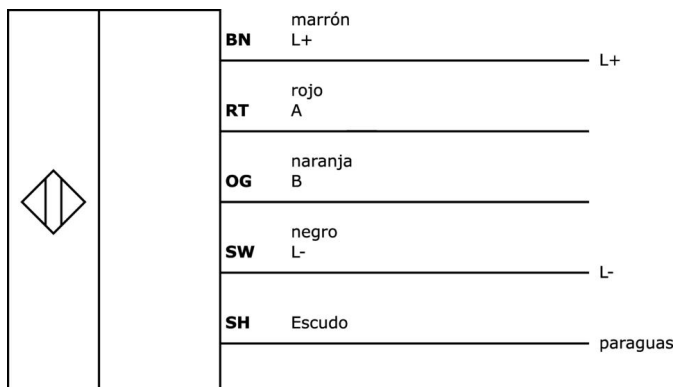 marrón
BN L+
L+
rojo
RT A
naranja
OG B
negro
SW L-
L-
SH Escudo
paraguas